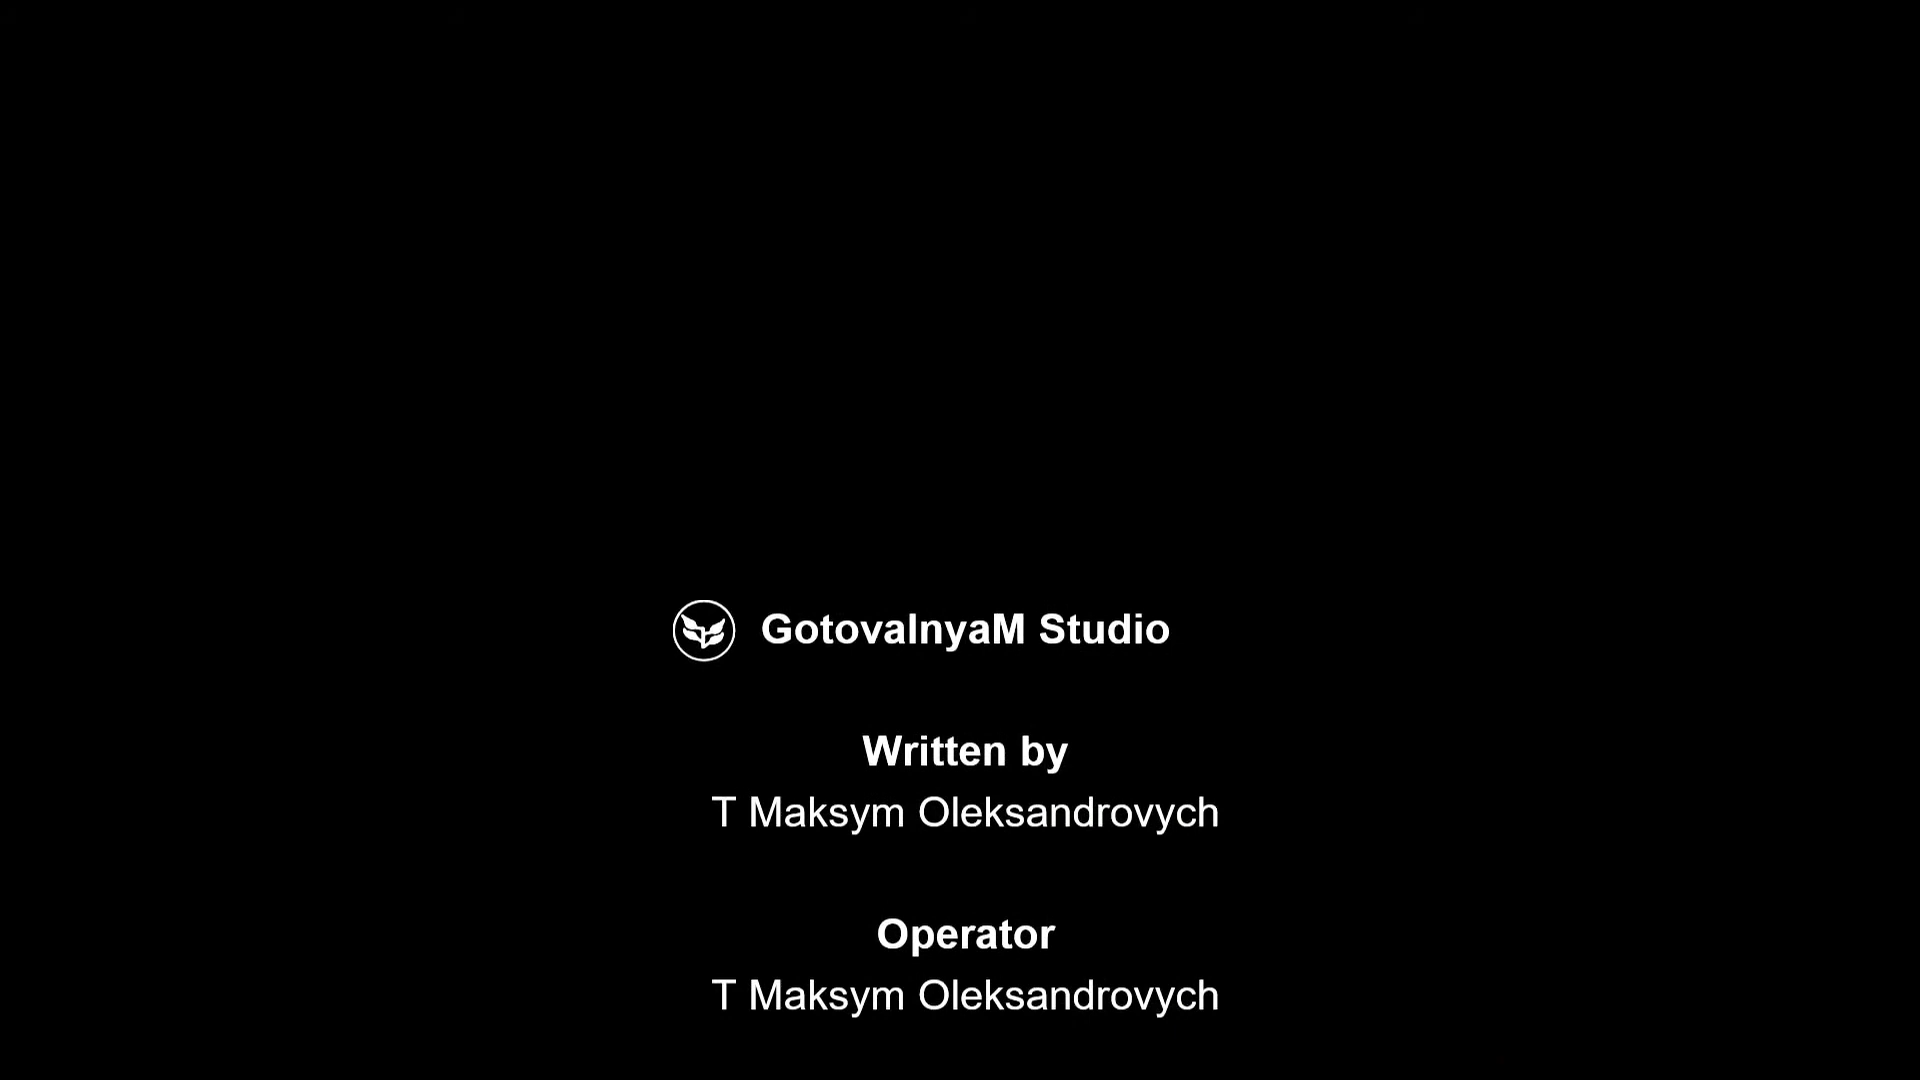 GotovalnyaM Studio
Written by
T Maksym Oleksandrovych
Operator
T Maksym Oleksandrovych